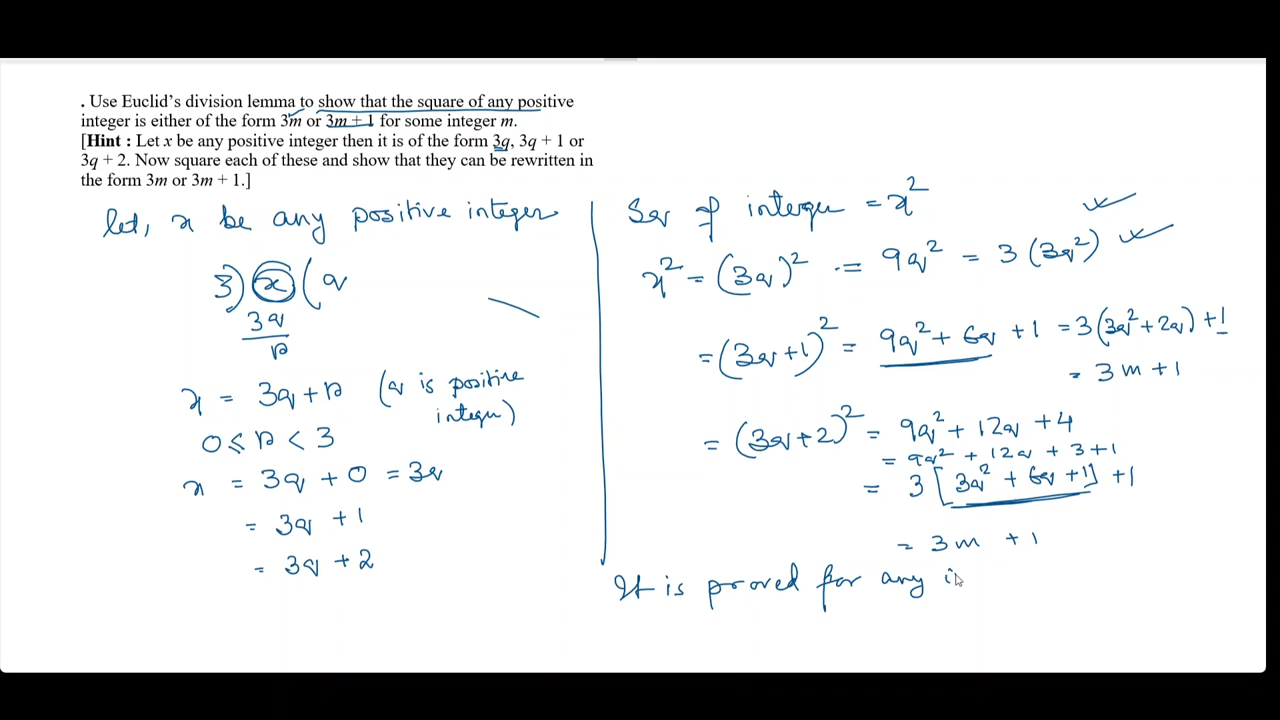 . Use Euclid's division lemma to show that the square of any positive
integer is either of the form 3m or 3m + 1 for some integer m.
[Hint : Let x be any positive integer then it is of the form 3q, 3q + 1 or
3q + 2. Now square each of these and show that they can be rewritten in
the form 3m or 3m + 1.]
let, x be any positive integer
3) x ( q
3q
r
x = 3q + r (q is positive
integer)
0 ≤ r < 3
x = 3q + 0 = 3q
= 3q + 1
= 3q + 2
Sq of integer = x²
x² = (3q)² = 9q² = 3 (3q²)
= (3q+1)² = 9q² + 6q + 1 = 3(3q² + 2q) + 1
= 3m + 1
= (3q+2)² = 9q² + 12q + 4
= 9q² + 12q + 3 + 1
= 3 [3q² + 6q + 1] + 1
= 3m + 1
It is proved for any i